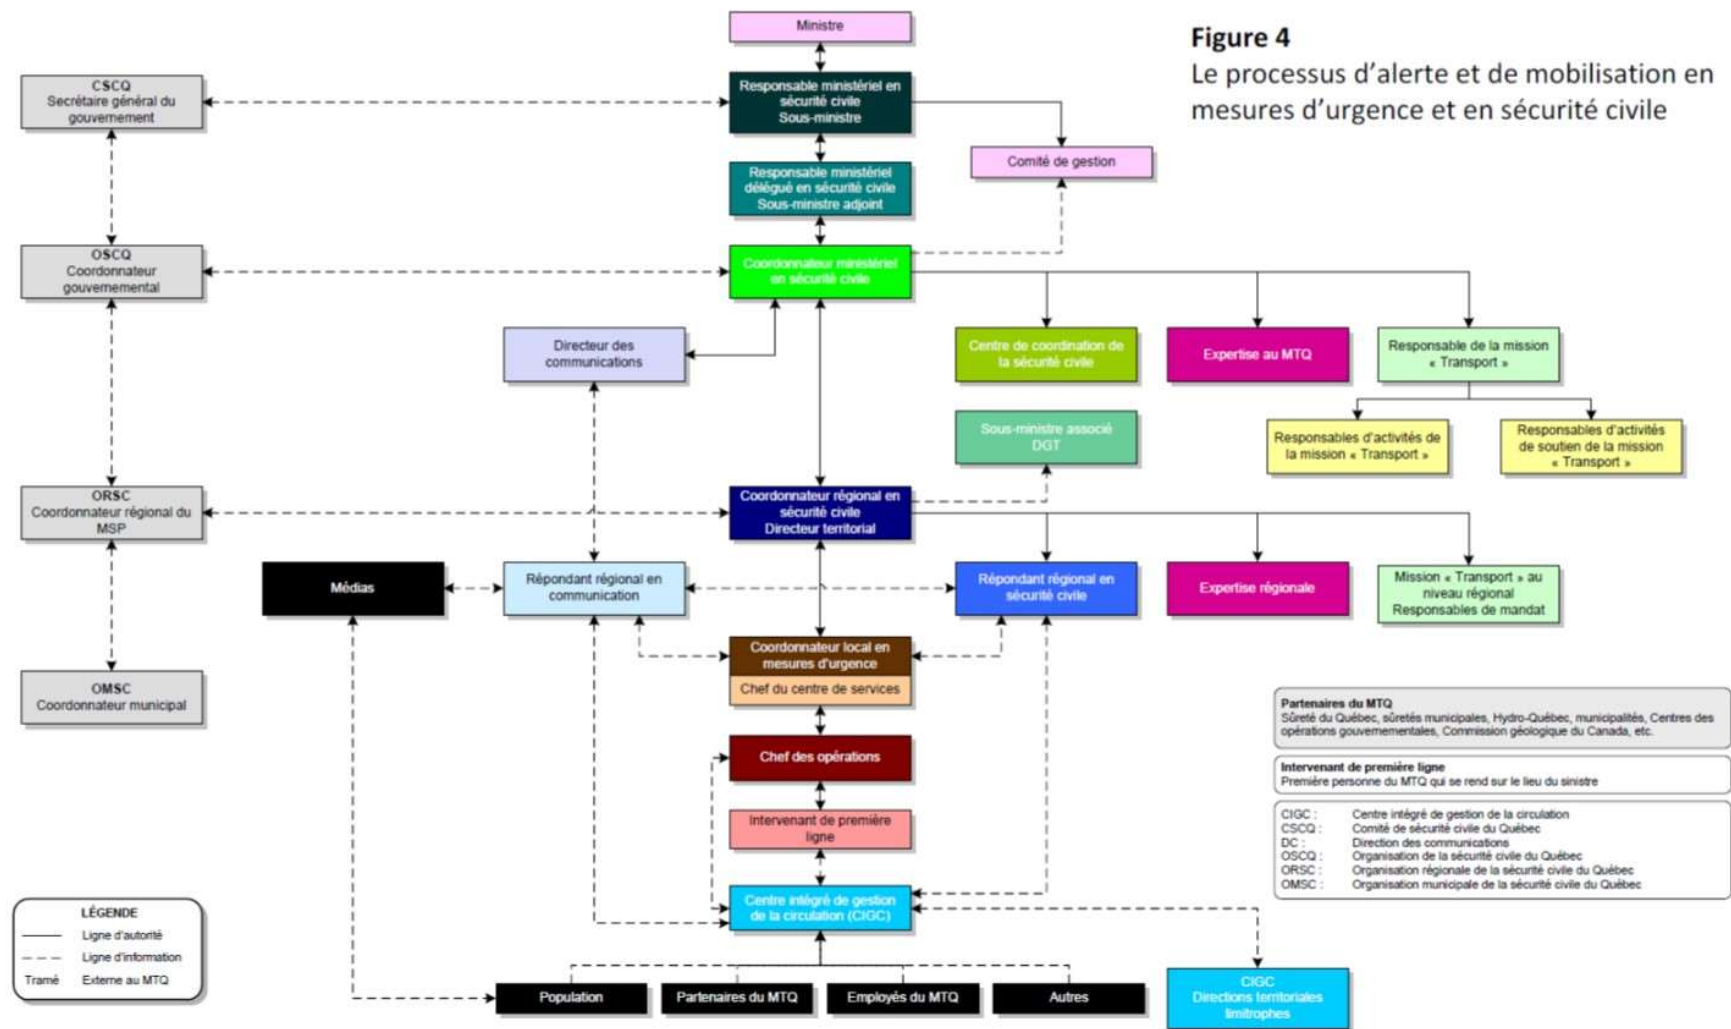 Figure 4
Le processus d'alerte et de mobilisation en
mesures d'urgence et en sécurité civile
Ministre
CSCQ
Secrétaire général du
gouvernement
Responsable ministériel en
sécurité civile
Sous-ministre
Comité de gestion
Responsable ministériel
délégué en sécurité civile
Sous-ministre adjoint
OSCQ
Coordonnateur
gouvernemental
Coordonnateur ministériel
en sécurité civile
Directeur des
communications
Centre de coordination de
la sécurité civile
Expertise au MTQ
Responsable de la mission
« Transport »
Sous-ministre associé
DGT
Responsables d'activités de
la mission « Transport »
Responsables d'activités
de soutien de la mission
« Transport »
ORSC
Coordonnateur régional du
MSP
Coordonnateur régional en
sécurité civile
Directeur territorial
Médias
Répondant régional en
communication
Répondant régional en
sécurité civile
Expertise régionale
Mission « Transport » au
niveau régional
Responsables de mandat
Coordonnateur local en
mesures d'urgence
Chef du centre de services
OMSC
Coordonnateur municipal
Chef des opérations
Intervenant de première
ligne
Centre intégré de gestion
de la circulation (CIGC)
Population
Partenaires du MTQ
Employés du MTQ
Autres
CIGC
Directions territoriales
limitrophes
Partenaires du MTQ
Sûreté du Québec, sûretés municipales, Hydro-Québec, municipalités, Centres des
opérations gouvernementales, Commission géologique du Canada, etc.
Intervenant de première ligne
Première personne du MTQ qui se rend sur le lieu du sinistre
CIGC : Centre intégré de gestion de la circulation
CSCQ : Comité de sécurité civile du Québec
DC : Direction des communications
OSCQ : Organisation de la sécurité civile du Québec
ORSC : Organisation régionale de la sécurité civile du Québec
OMSC : Organisation municipale de la sécurité civile du Québec
LÉGENDE
Ligne d'autorité
Ligne d'information
Tramé Externe au MTQ